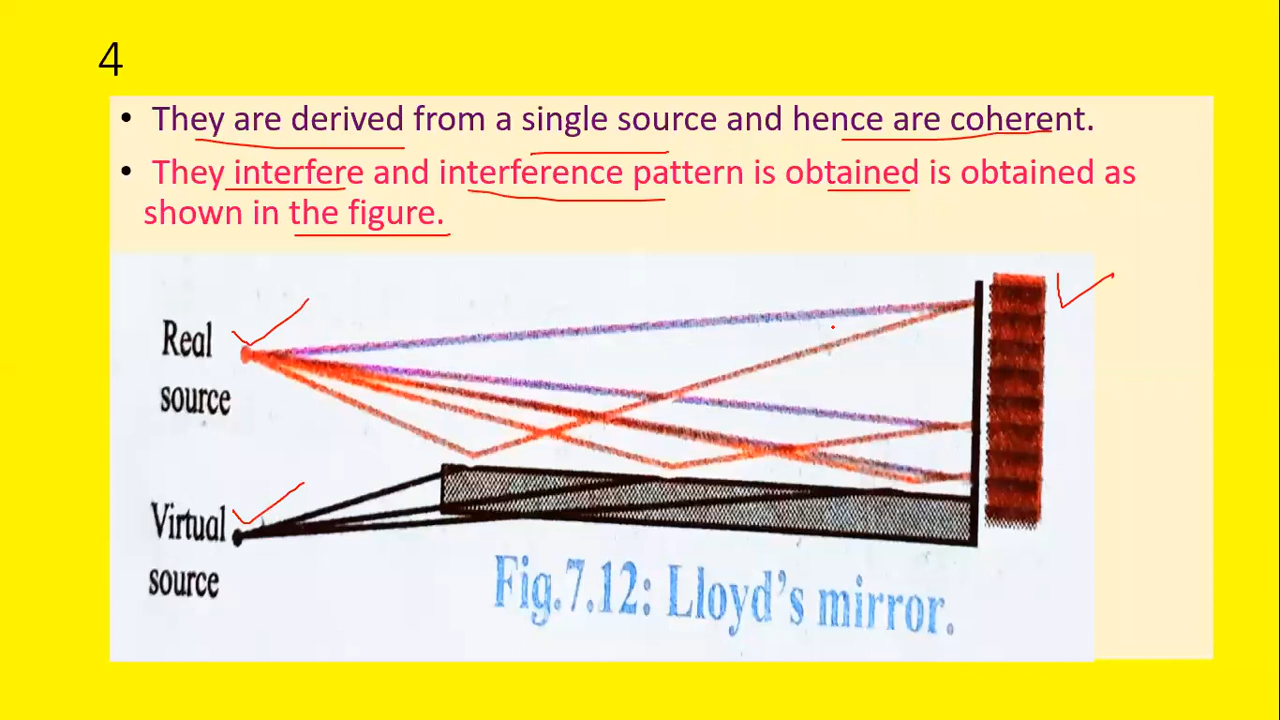 4
• They are derived from a single source and hence are coherent.
• They interfere and interference pattern is obtained is obtained as
shown in the figure.
Real
source
Virtual
source
Fig.7.12: Lloyd's mirror.